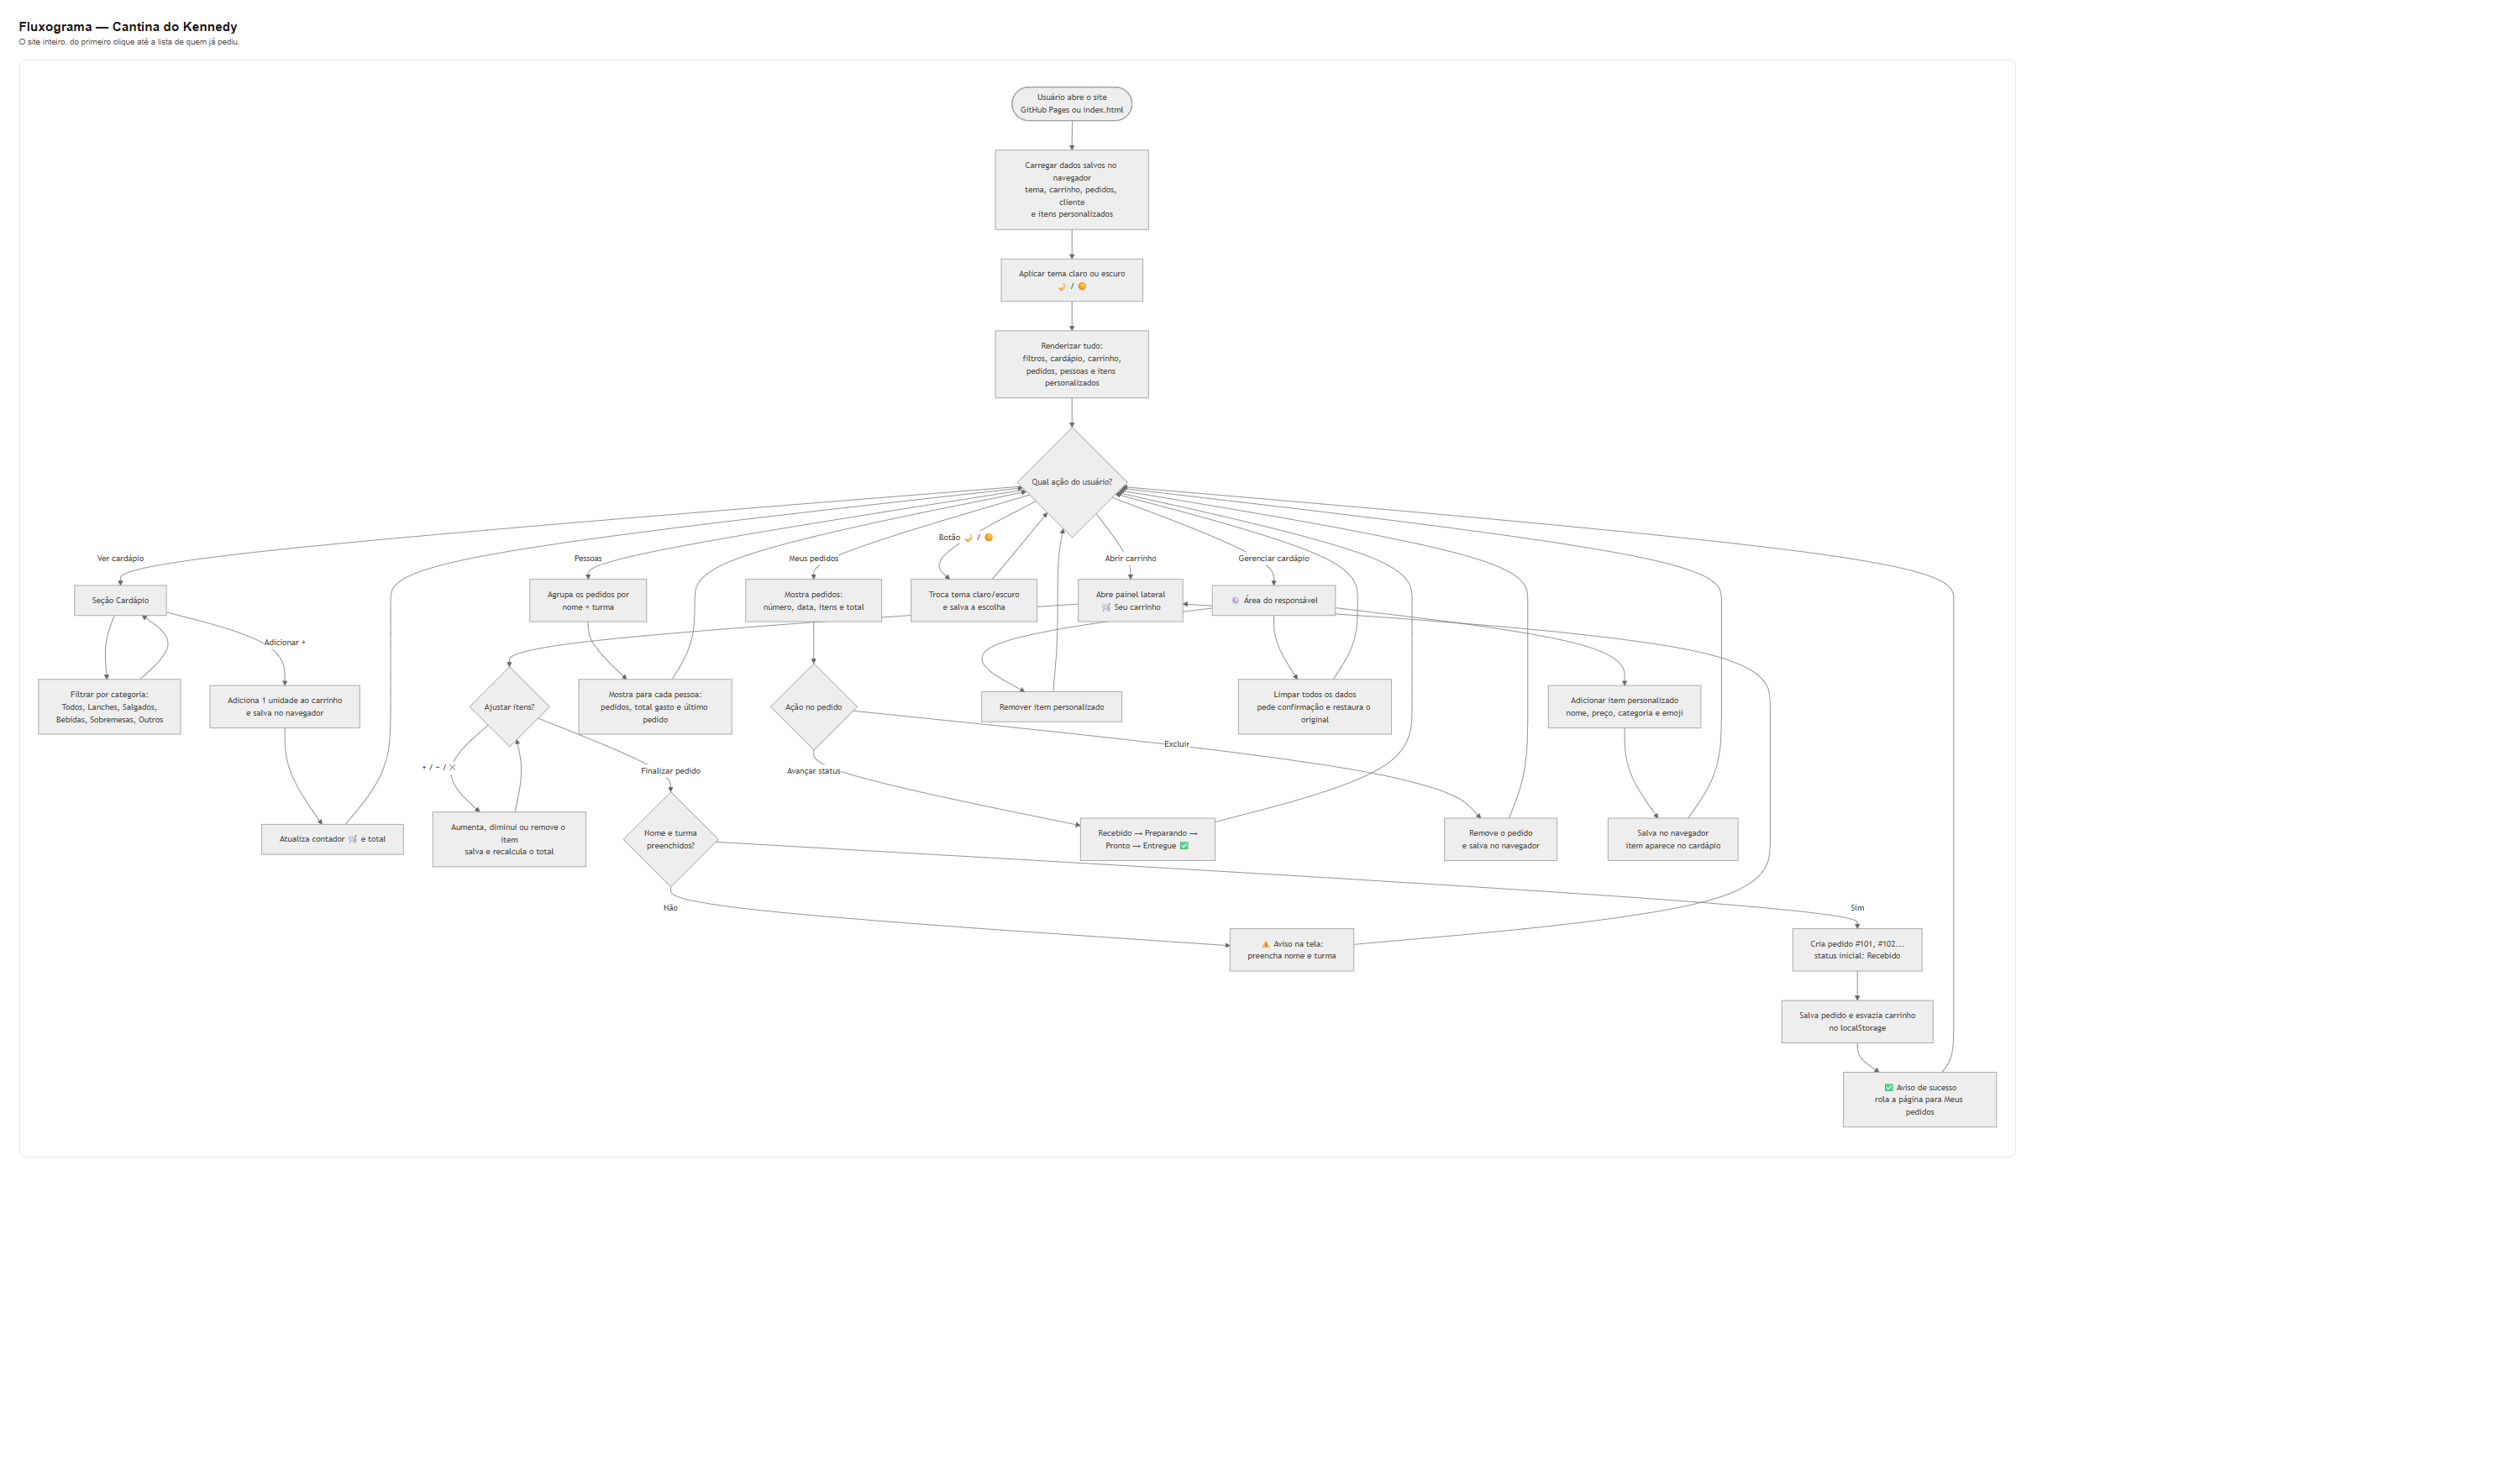 Fluxograma — Cantina do Kennedy
O site inteiro, do primeiro clique até a lista de quem já pediu.
Usuário abre o site
GitHub Pages ou index.html
Carregar dados salvos no
navegador
tema, carrinho, pedidos,
cliente
e itens personalizados
Aplicar tema claro ou escuro
🌙 / 🌞
Renderizar tudo:
filtros, cardápio, carrinho,
pedidos, pessoas e itens
personalizados
Qual ação do usuário?
Botão 🌙 / 🌞
Ver cardápio
Pessoas
Meus pedidos
Abrir carrinho
Gerenciar cardápio
Seção Cardápio
Agrupa os pedidos por
nome + turma
Mostra pedidos:
número, data, itens e total
Troca tema claro/escuro
e salva a escolha
Abre painel lateral
🛒 Seu carrinho
⚙️ Área do responsável
Adicionar +
Filtrar por categoria:
Todos, Lanches, Salgados,
Bebidas, Sobremesas, Outros
Adiciona 1 unidade ao carrinho
e salva no navegador
Ajustar itens?
Mostra para cada pessoa:
pedidos, total gasto e último
pedido
Ação no pedido
Remover item personalizado
Limpar todos os dados
pede confirmação e restaura o
original
Adicionar item personalizado
nome, preço, categoria e emoji
Excluir
+ / − / ✕
Finalizar pedido
Avançar status
Atualiza contador 🛒 e total
Aumenta, diminui ou remove o
item
salva e recalcula o total
Nome e turma
preenchidos?
Recebido → Preparando →
Pronto → Entregue ✅
Remove o pedido
e salva no navegador
Salva no navegador
item aparece no cardápio
Não
Sim
⚠️ Aviso na tela:
preencha nome e turma
Cria pedido #101, #102...
status inicial: Recebido
Salva pedido e esvazia carrinho
no localStorage
✅ Aviso de sucesso
rola a página para Meus
pedidos